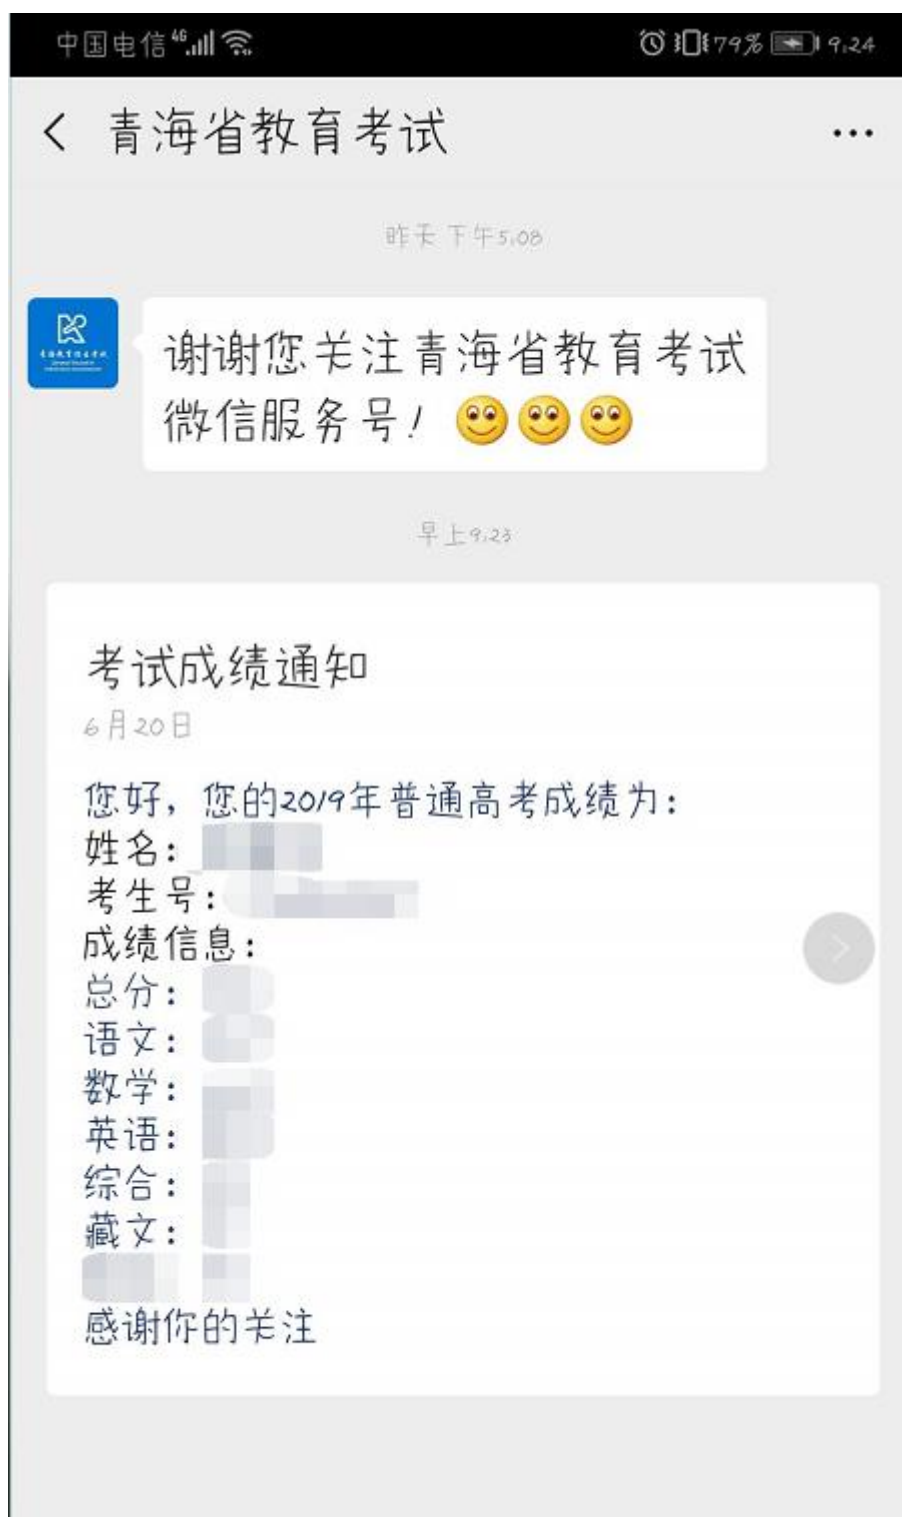 中国电信 4G 79% 9:24
青海省教育考试
昨天 下午5:08
谢谢您关注青海省教育考试
微信服务号!
早上9:23
考试成绩通知
6月20日
您好，您的2019年普通高考成绩为：
姓名：
考生号：
成绩信息：
总分：
语文：
数学：
英语：
综合：
藏文：
感谢你的关注